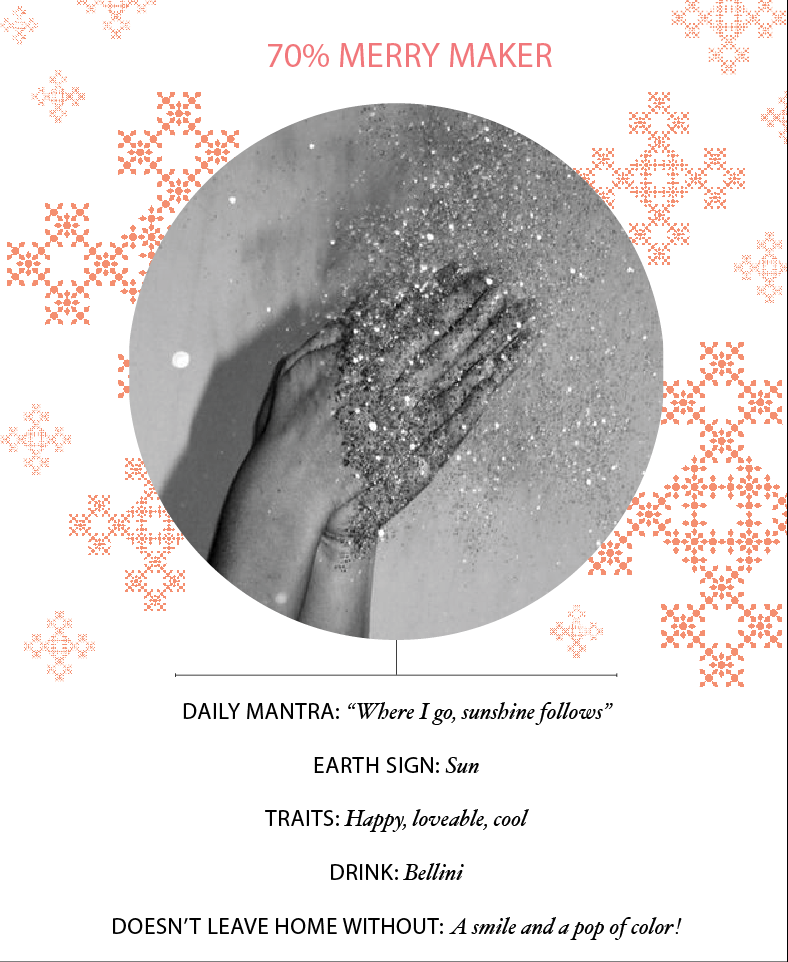 70% MERRY MAKER
DAILY MANTRA: “Where I go, sunshine follows”
EARTH SIGN: Sun
TRAITS: Happy, loveable, cool
DRINK: Bellini
DOESN’T LEAVE HOME WITHOUT: A smile and a pop of color!